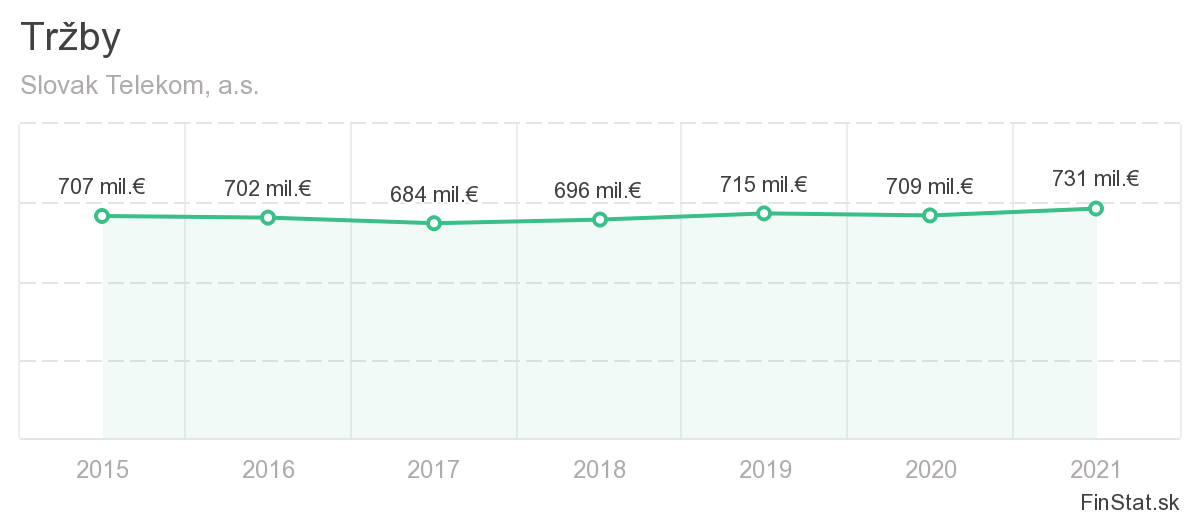 Tržby
Slovak Telekom, a.s.
707 mil.€ 702 mil.€ 684 mil.€ 696 mil.€ 715 mil.€ 709 mil.€ 731 mil.€
2015 2016 2017 2018 2019 2020 2021
FinStat.sk